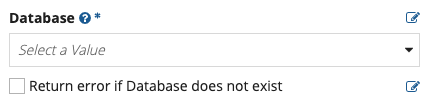 Database ? *
Select a Value
Return error if Database does not exist